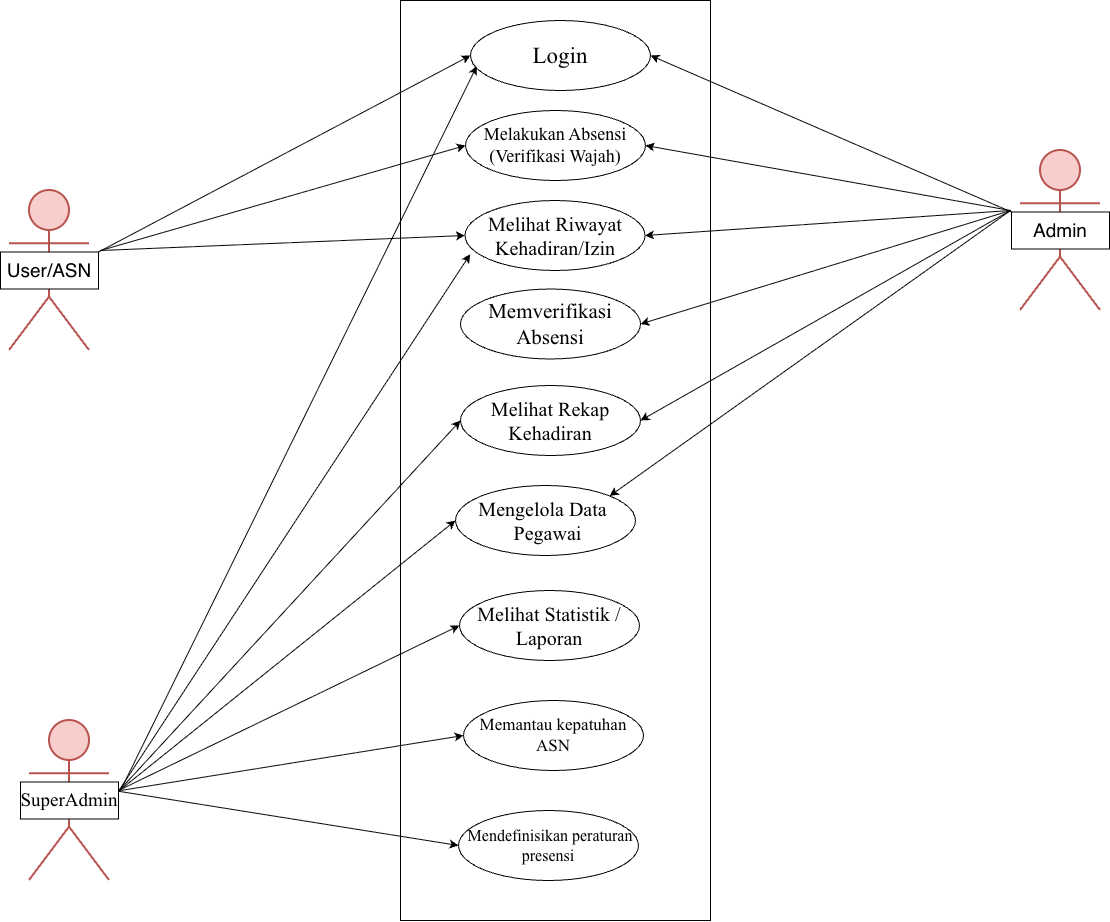 Login
Melakukan Absensi
(Verifikasi Wajah)
Melihat Riwayat
Kehadiran/Izin
Memverifikasi
Absensi
Melihat Rekap
Kehadiran
Mengelola Data
Pegawai
Melihat Statistik /
Laporan
Memantau kepatuhan
ASN
Mendefinisikan peraturan
presensi
User/ASN
Admin
SuperAdmin